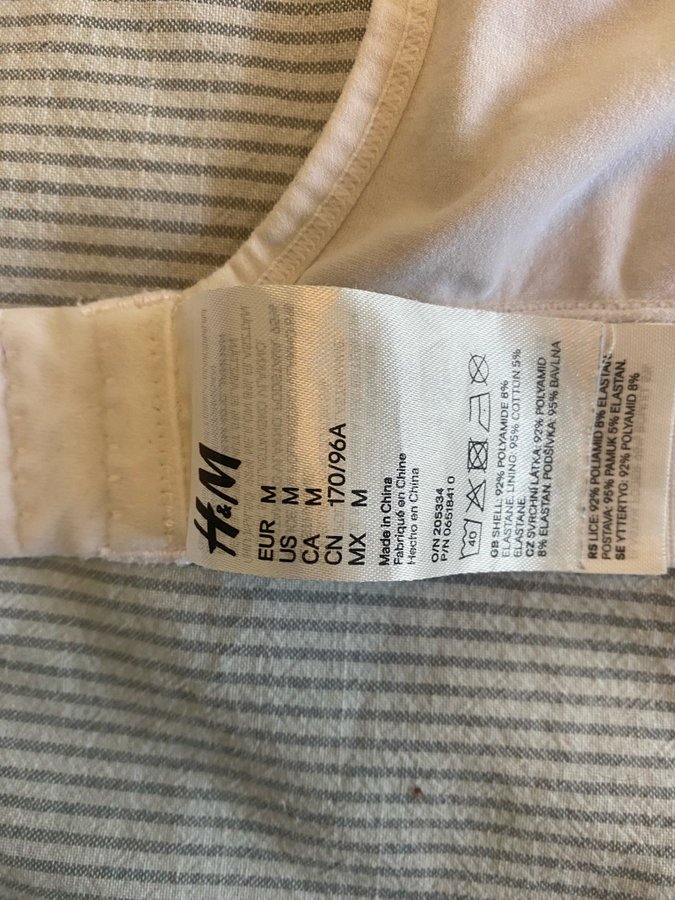 H&M
EUR M
US M
CA M
CN 170/96A
MX M
Made in China
Fabriqué en Chine
Hecho en China
O/N 205334
P/N 0651841 0
40
GB SHELL: 92% POLYAMIDE 8%
ELASTANE. LINING: 95% COTTON 5%
ELASTANE.
CZ SVRCHNÍ LÁTKA: 92% POLYAMID
8% ELASTAN. PODŠÍVKA: 95% BAVLNA
RS LICE: 92% POLIAMID 8% ELASTAN.
POSTAVA: 95% PAMUK 5% ELASTAN.
SE YTTERTYG: 92% POLYAMID 8%